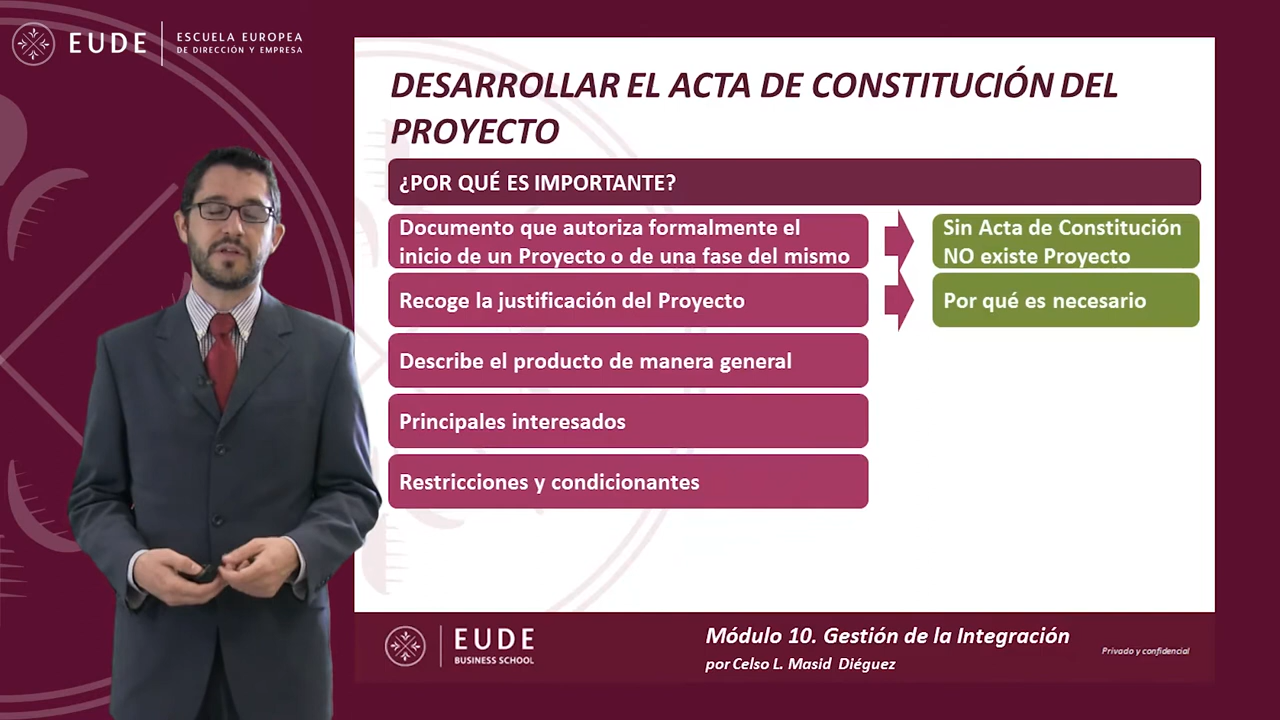 EUDE
ESCUELA EUROPEA
DE DIRECCIÓN Y EMPRESA
DESARROLLAR EL ACTA DE CONSTITUCIÓN DEL
PROYECTO
¿POR QUÉ ES IMPORTANTE?
Documento que autoriza formalmente el
inicio de un Proyecto o de una fase del mismo
Sin Acta de Constitución
NO existe Proyecto
Recoge la justificación del Proyecto
Por qué es necesario
Describe el producto de manera general
Principales interesados
Restricciones y condicionantes
EUDE
BUSINESS SCHOOL
Módulo 10. Gestión de la Integración
por Celso L. Masid Diéguez
Privado y confidencial